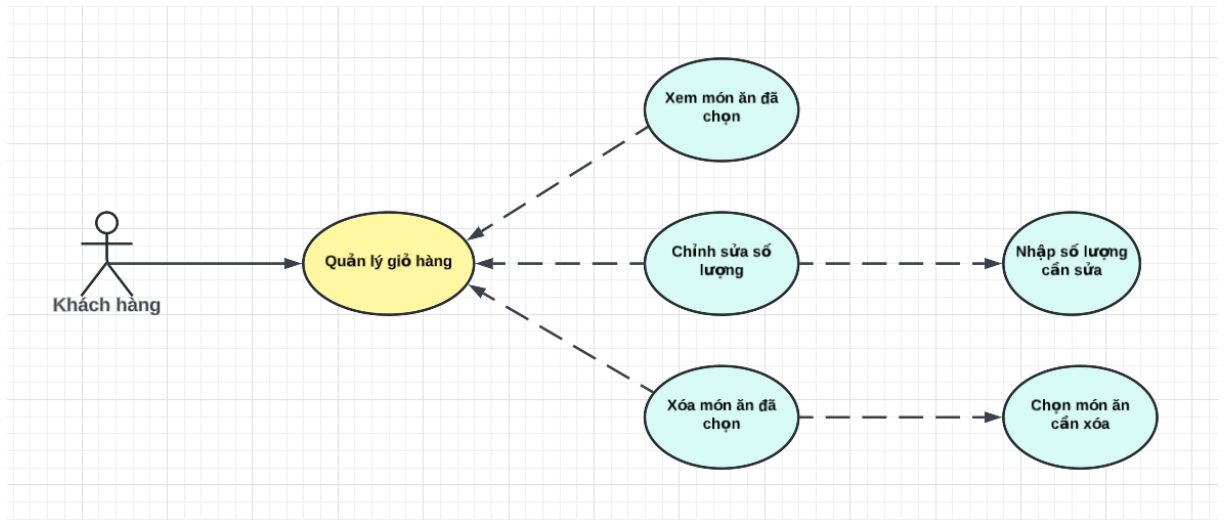 Xem món ăn đã
chọn
Quản lý giỏ hàng
Chỉnh sửa số
lượng
Nhập số lượng
cần sửa
Khách hàng
Xóa món ăn đã
chọn
Chọn món ăn
cần xóa